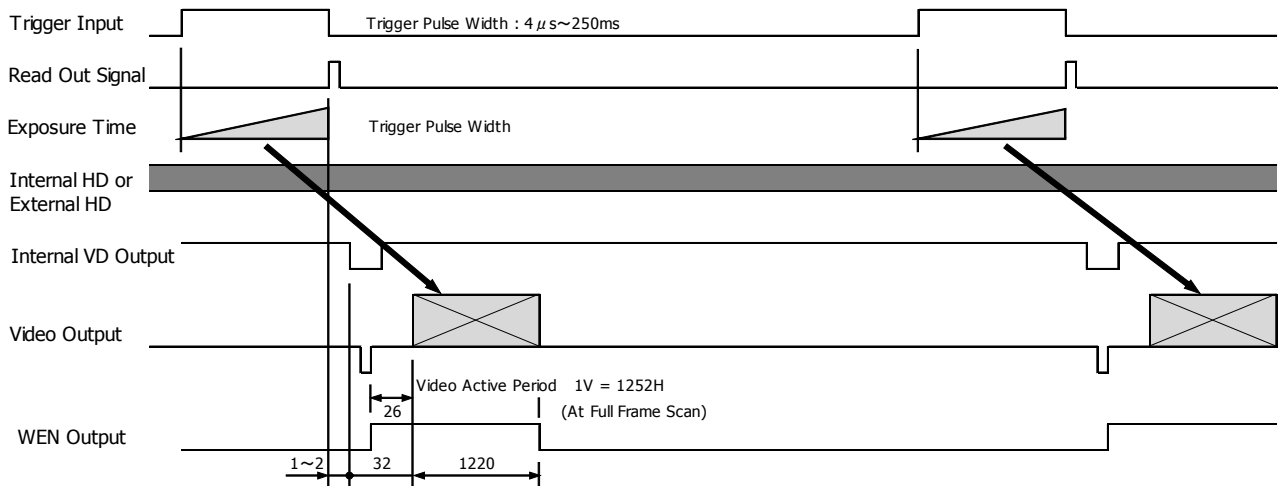 Trigger Input
Trigger Pulse Width : 4μs~250ms
Read Out Signal
Exposure Time
Trigger Pulse Width
Internal HD or
External HD
Internal VD Output
Video Output
Video Active Period 1V = 1252H
26
(At Full Frame Scan)
WEN Output
1~2
32
1220